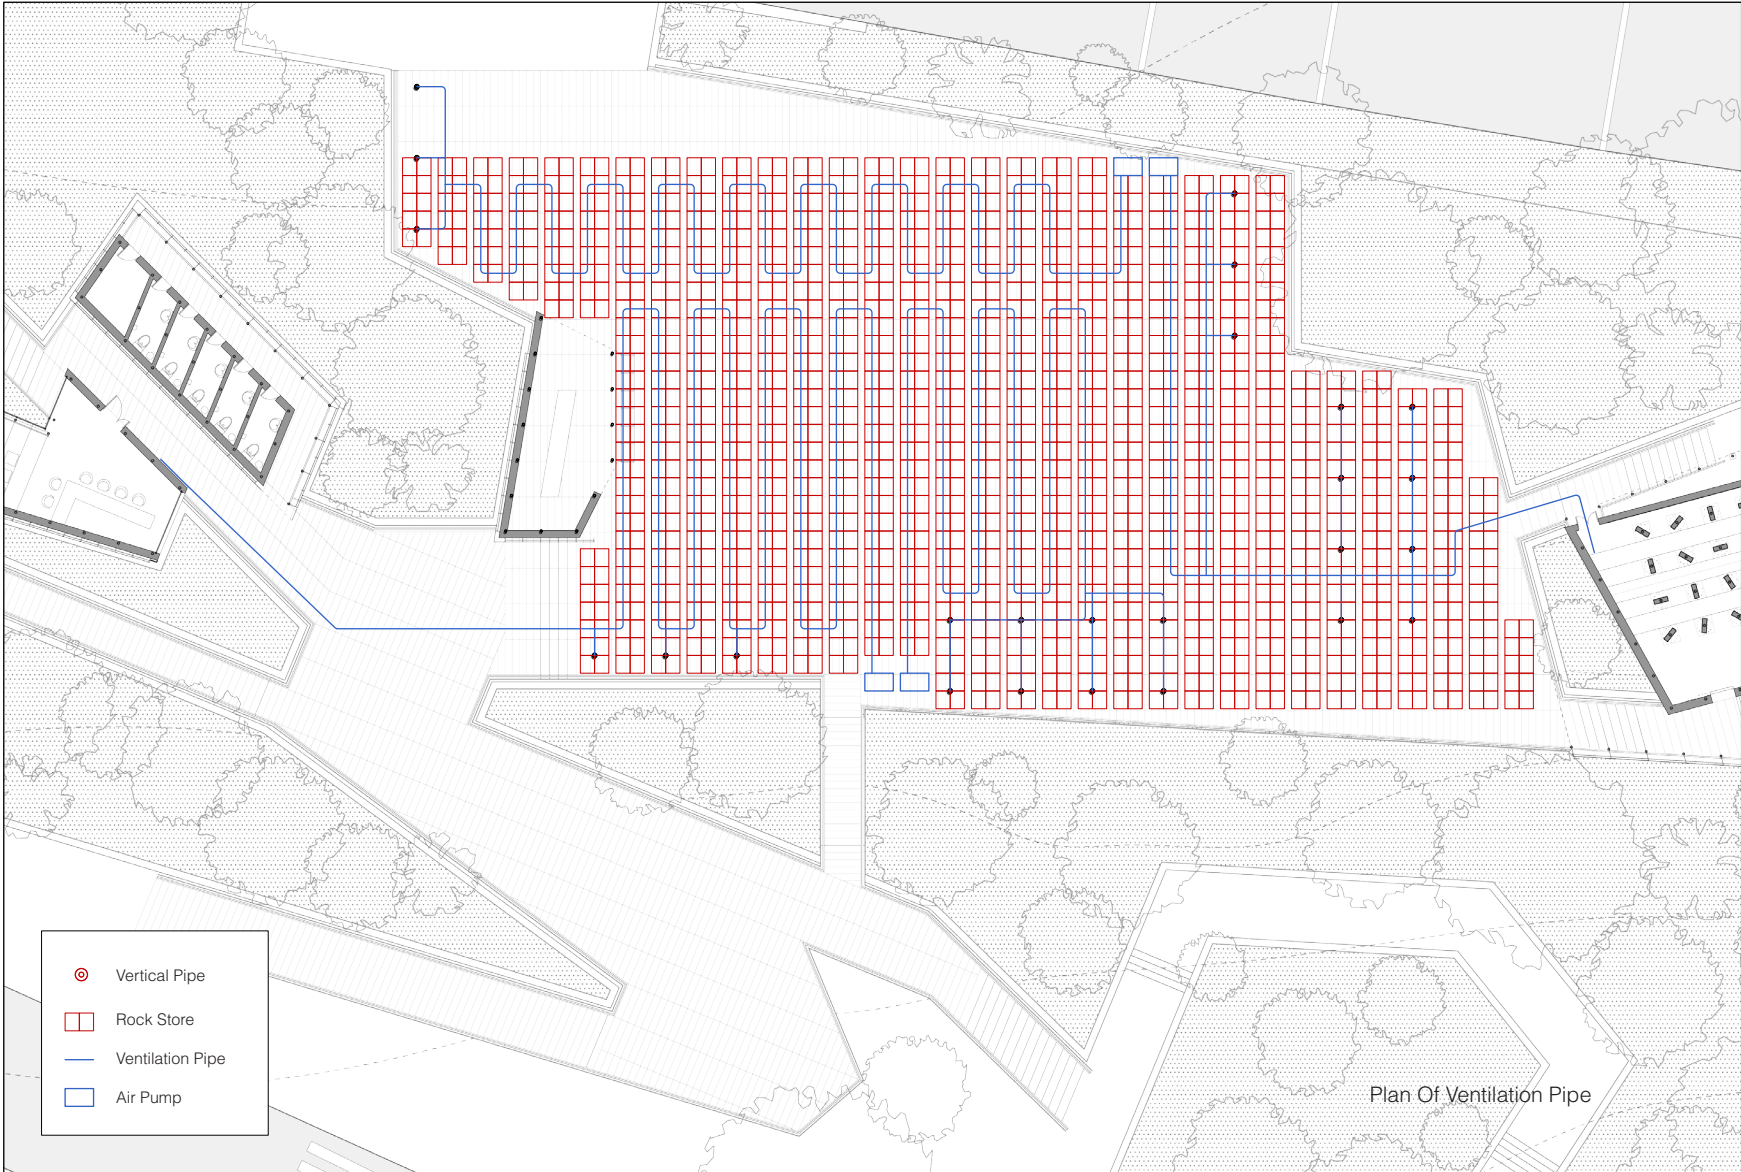 Vertical Pipe
Rock Store
Ventilation Pipe
Air Pump
Plan Of Ventilation Pipe